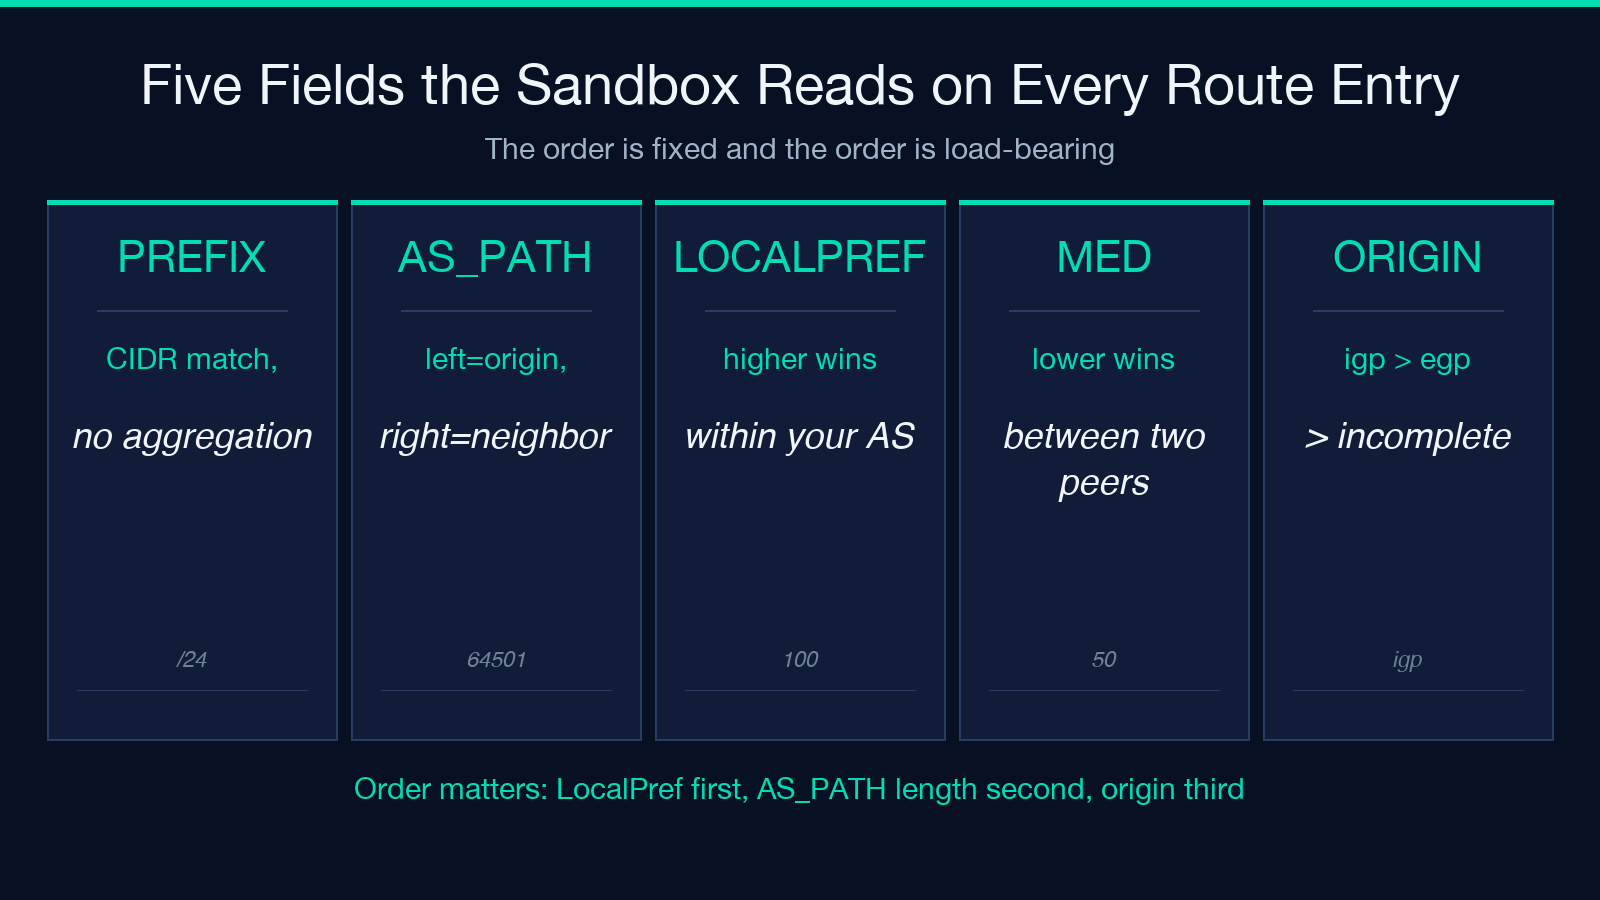 Five Fields the Sandbox Reads on Every Route Entry
The order is fixed and the order is load-bearing
PREFIX
CIDR match,
no aggregation
/24
AS_PATH
left=origin,
right=neighbor
64501
LOCALPREF
higher wins
within your AS
100
MED
lower wins
between two
peers
50
ORIGIN
igp > egp
> incomplete
igp
Order matters: LocalPref first, AS_PATH length second, origin third